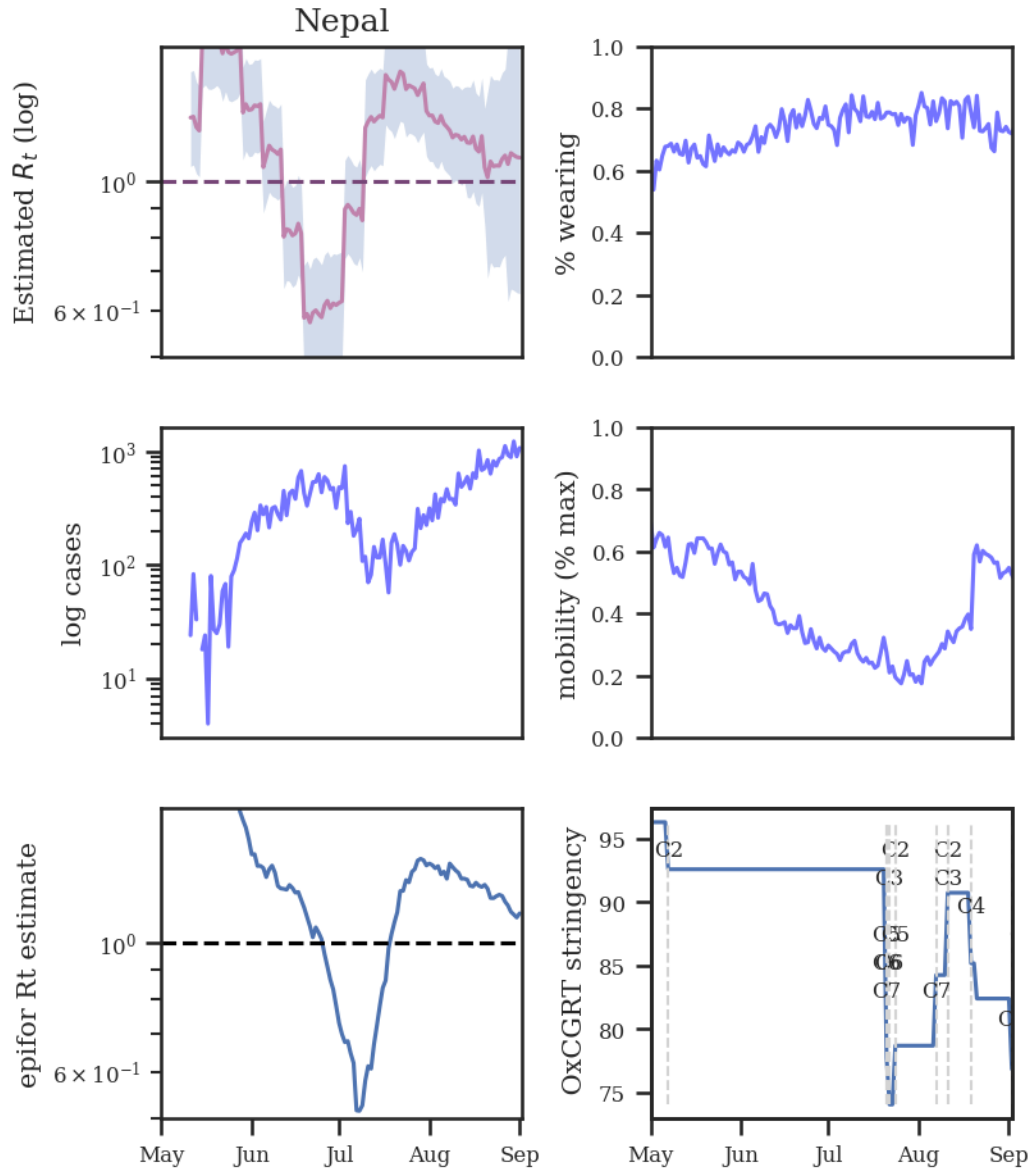 Nepal
Estimated R_t (log)
10^0
6 × 10^{-1}
% wearing
1.0
0.8
0.6
0.4
0.2
0.0
log cases
10^3
10^2
10^1
mobility (% max)
1.0
0.8
0.6
0.4
0.2
0.0
epifor Rt estimate
10^0
6 × 10^{-1}
May Jun Jul Aug Sep
OxCGRT stringency
95
90
85
80
75
C2
C2
C3
C6
C7
C7
C2
C3
C4
May Jun Jul Aug Sep